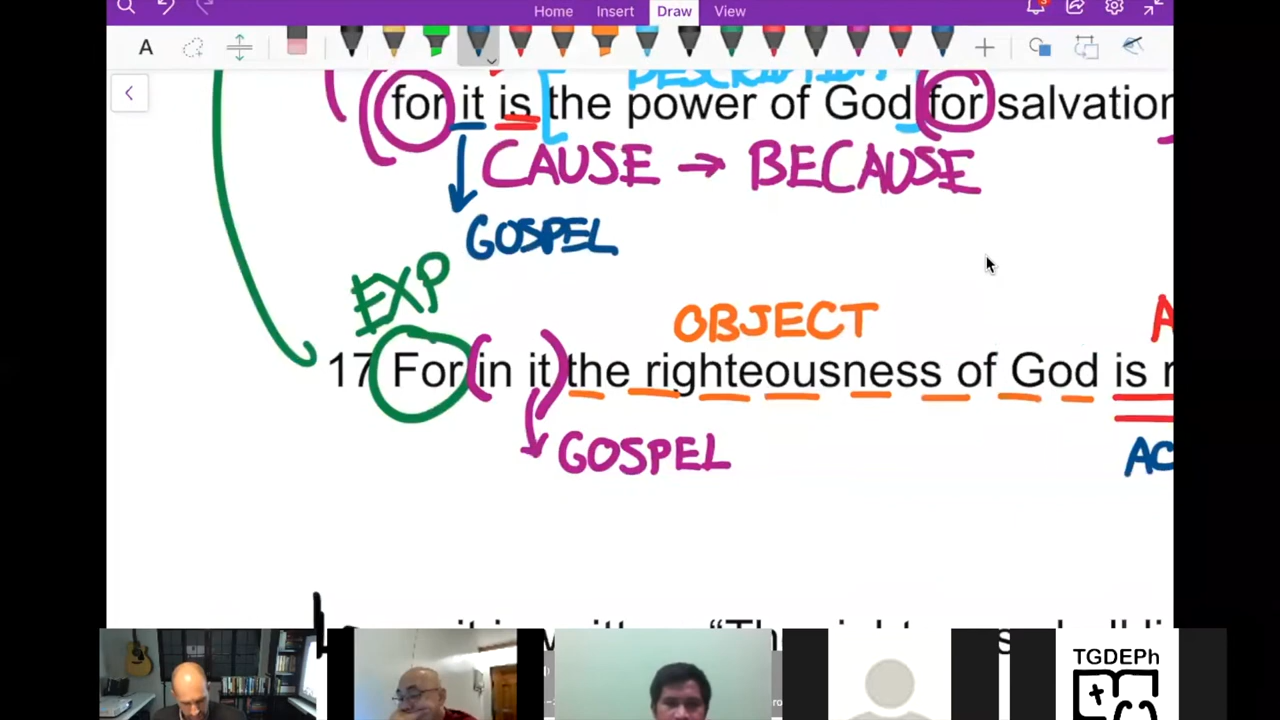 Home Insert Draw View
A
DESCRIPTION
for it is the power of God for salvation
CAUSE → BECAUSE
GOSPEL
EXP
OBJECT
17 For in it the righteousness of God is
GOSPEL
TGDEPh